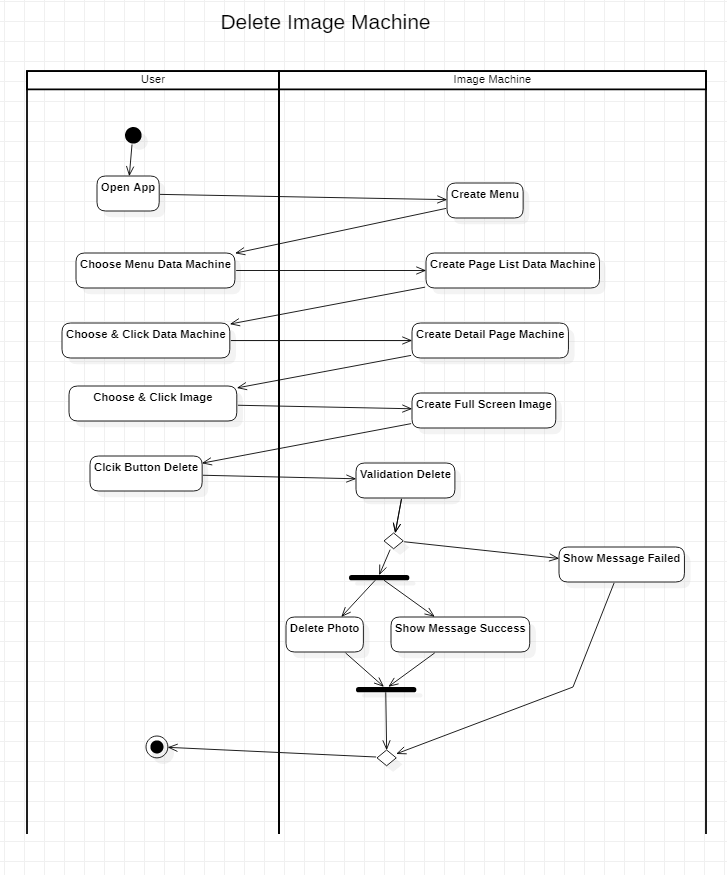 Delete Image Machine
User
Image Machine
Open App
Create Menu
Choose Menu Data Machine
Create Page List Data Machine
Choose & Click Data Machine
Create Detail Page Machine
Choose & Click Image
Create Full Screen Image
Clcik Button Delete
Validation Delete
Show Message Failed
Delete Photo
Show Message Success